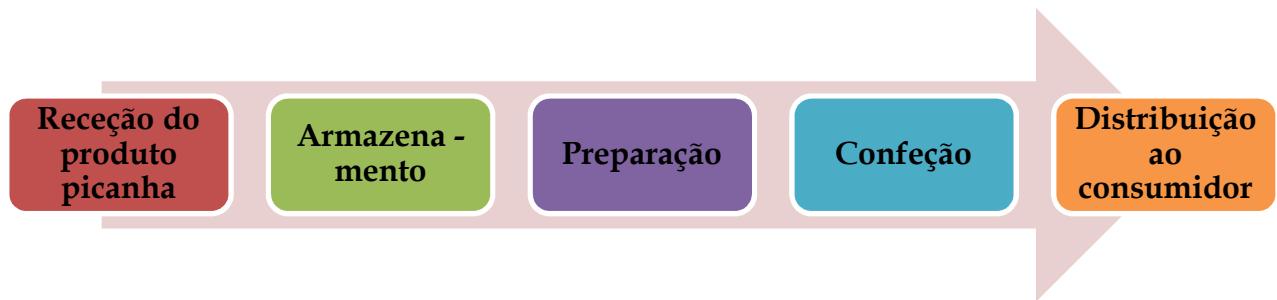 Receção do
produto
picanha
Armazena -
mento
Preparação
Confeção
Distribuição
ao
consumidor